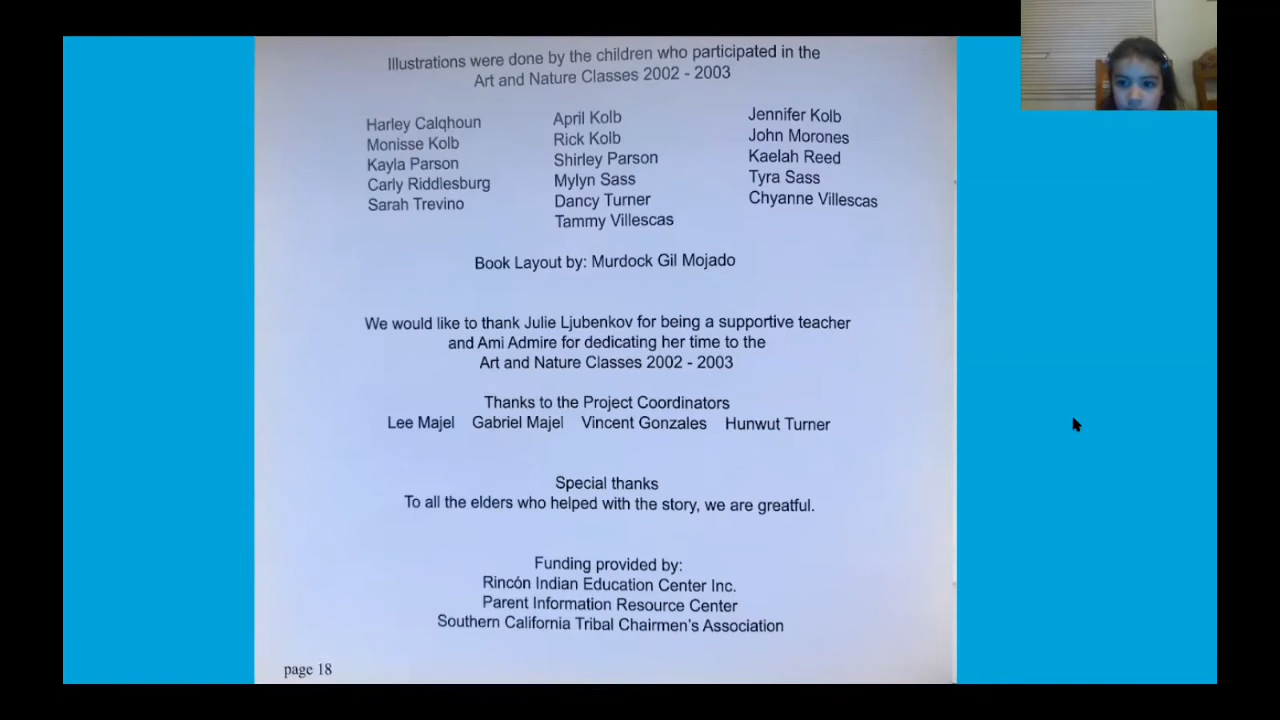 Illustrations were done by the children who participated in the
Art and Nature Classes 2002 - 2003
Harley Calqhoun
Monisse Kolb
Kayla Parson
Carly Riddlesburg
Sarah Trevino
April Kolb
Rick Kolb
Shirley Parson
Mylyn Sass
Dancy Turner
Tammy Villescas
Jennifer Kolb
John Morones
Kaelah Reed
Tyra Sass
Chyanne Villescas
Book Layout by: Murdock Gil Mojado
We would like to thank Julie Ljubenkov for being a supportive teacher
and Ami Admire for dedicating her time to the
Art and Nature Classes 2002 - 2003
Thanks to the Project Coordinators
Lee Majel Gabriel Majel Vincent Gonzales Hunwut Turner
Special thanks
To all the elders who helped with the story, we are greatful.
Funding provided by:
Rincón Indian Education Center Inc.
Parent Information Resource Center
Southern California Tribal Chairmen's Association
page 18